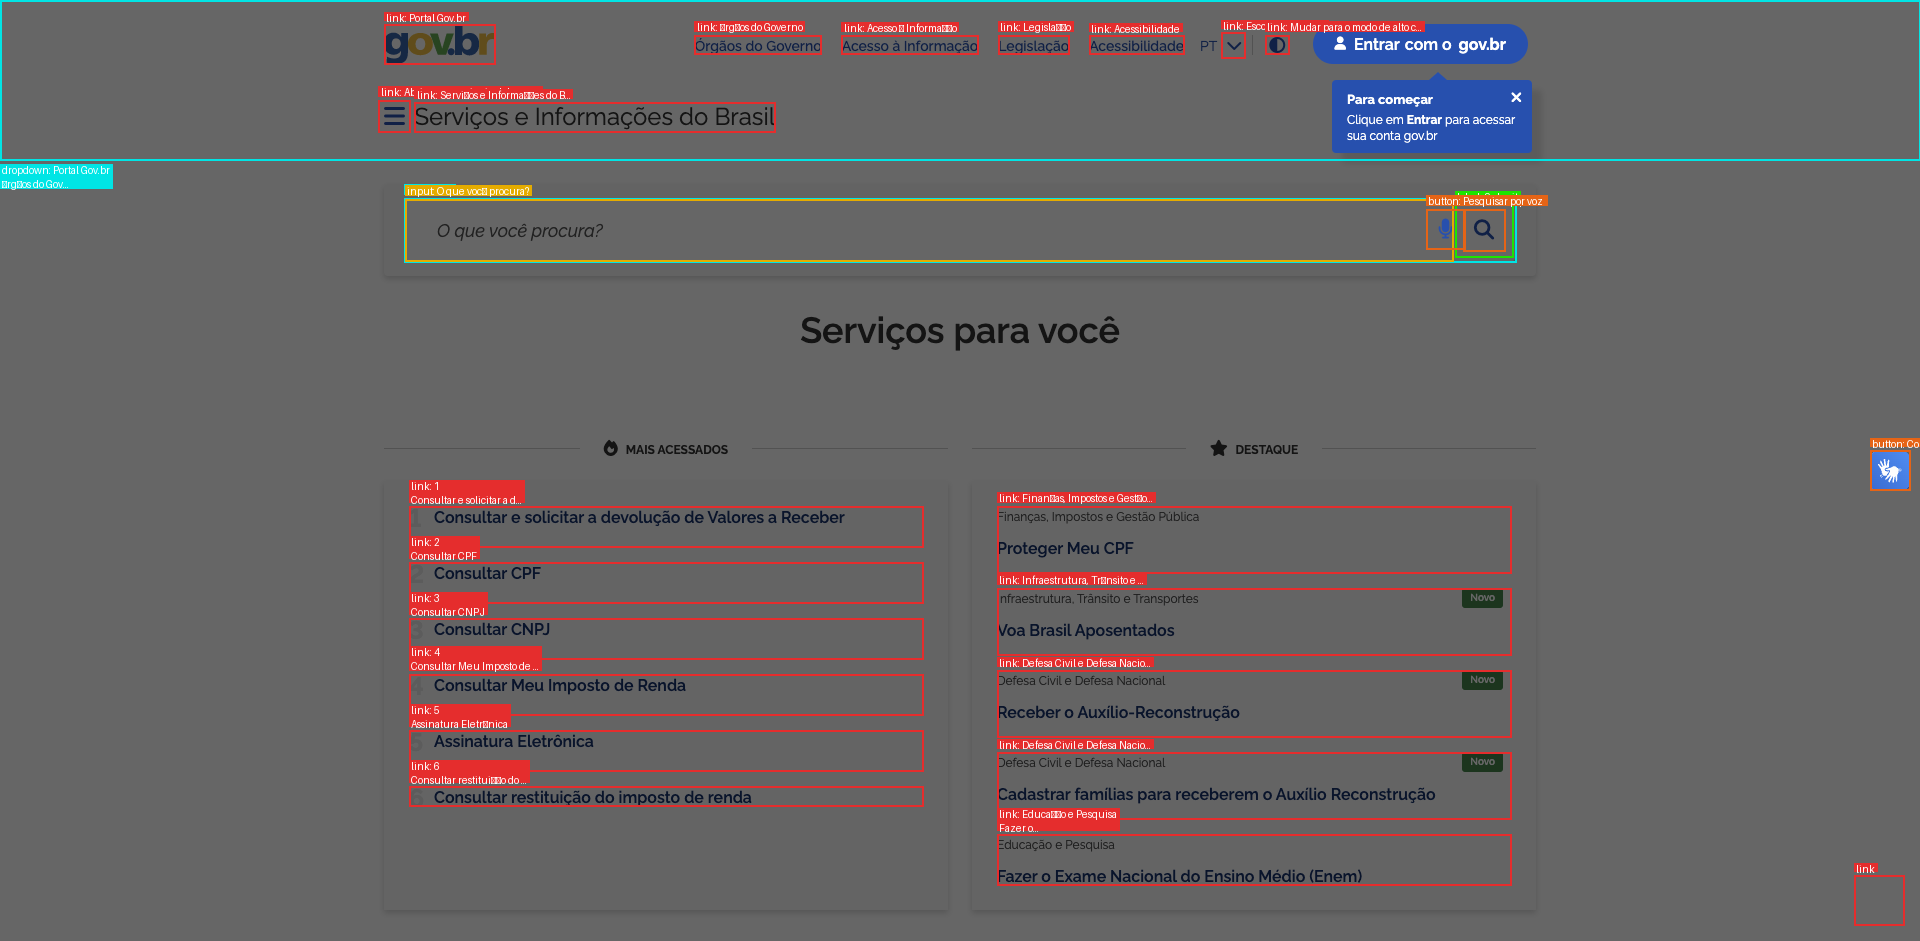 link: Portal Gov.br
gov.br
link: rg os do Governo
Órgãos do Governo
link: Acesso Informa o
Acesso à Informação
link: Legisla o
Legislação
link: Acessibilidade
Acessibilidade
PT
link: Esco
link: Mudar para o modo de alto c...
Entrar com o gov.br
Para começar
Clique em Entrar para acessar
sua conta gov.br
link: Servi os e Informa es do B...
Serviços e Informações do Brasil
dropdown: Portal Gov.br
rg os do Gov...
input: O que voc procura?
O que você procura?
button: Pesquisar por voz
Serviços para você
MAIS ACESSADOS
link: 1
Consultar e solicitar a d...
1 Consultar e solicitar a devolução de Valores a Receber
link: 2
Consultar CPF
2 Consultar CPF
link: 3
Consultar CNPJ
3 Consultar CNPJ
link: 4
Consultar Meu Imposto de ...
4 Consultar Meu Imposto de Renda
link: 5
Assinatura Eletr nica
5 Assinatura Eletrônica
link: 6
Consultar restitui o do ...
6 Consultar restituição do imposto de renda
DESTAQUE
link: Finan as, Impostos e Gest o...
Finanças, Impostos e Gestão Pública
Proteger Meu CPF
link: Infraestrutura, Tr nsito e ...
Infraestrutura, Trânsito e Transportes
Novo
Voa Brasil Aposentados
link: Defesa Civil e Defesa Nacio...
Defesa Civil e Defesa Nacional
Novo
Receber o Auxílio-Reconstrução
link: Defesa Civil e Defesa Nacio...
Defesa Civil e Defesa Nacional
Novo
Cadastrar famílias para receberem o Auxílio Reconstrução
link: Educa o e Pesquisa
Fazer o...
Educação e Pesquisa
Fazer o Exame Nacional do Ensino Médio (Enem)
button: Co
link